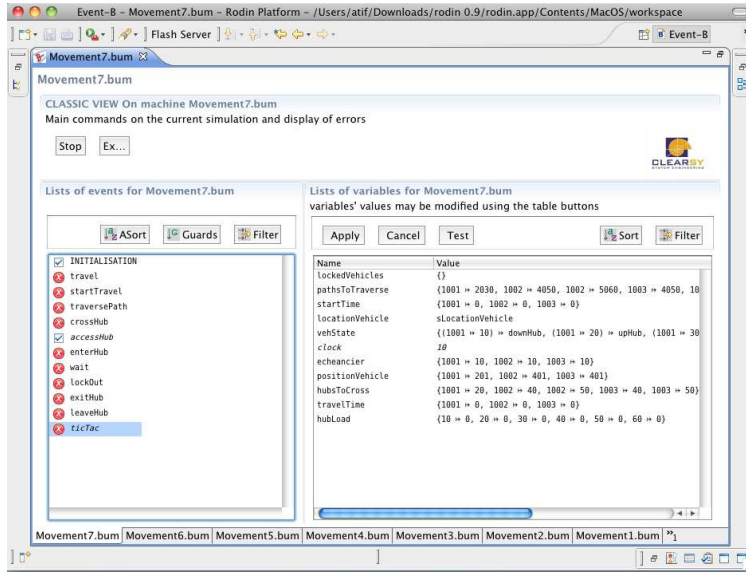 Event-B - Movement7.bum - Rodin Platform - /Users/atif/Downloads/rodin 0.9/rodin.app/Contents/MacOS/workspace
Flash Server
Event-B
Movement7.bum
Movement7.bum
CLASSIC VIEW On machine Movement7.bum
Main commands on the current simulation and display of errors
Stop Ex...
CLEARSY
Lists of events for Movement7.bum
Lists of variables for Movement7.bum
variables' values may be modified using the table buttons
ASort Guards Filter
Apply Cancel Test Sort Filter
INITIALISATION
travel
startTravel
traversePath
crossHub
accessHub
enterHub
wait
lockOut
exitHub
leaveHub
ticTac
Name Value
lockedVehicles {}
pathsToTraverse {1001 ↦ 2030, 1002 ↦ 4050, 1002 ↦ 5060, 1003 ↦ 4050, 10
startTime {1001 ↦ 0, 1002 ↦ 0, 1003 ↦ 0}
locationVehicle sLocationVehicle
vehState {(1001 ↦ 10) ↦ downHub, (1001 ↦ 20) ↦ upHub, (1001 ↦ 30
clock 10
echeancier {1001 ↦ 10, 1002 ↦ 10, 1003 ↦ 10}
positionVehicle {1001 ↦ 201, 1002 ↦ 401, 1003 ↦ 401}
hubsToCross {1001 ↦ 20, 1002 ↦ 40, 1002 ↦ 50, 1003 ↦ 40, 1003 ↦ 50}
travelTime {1001 ↦ 0, 1002 ↦ 0, 1003 ↦ 0}
hubLoad {10 ↦ 0, 20 ↦ 0, 30 ↦ 0, 40 ↦ 0, 50 ↦ 0, 60 ↦ 0}
Movement7.bum Movement6.bum Movement5.bum Movement4.bum Movement3.bum Movement2.bum Movement1.bum »1